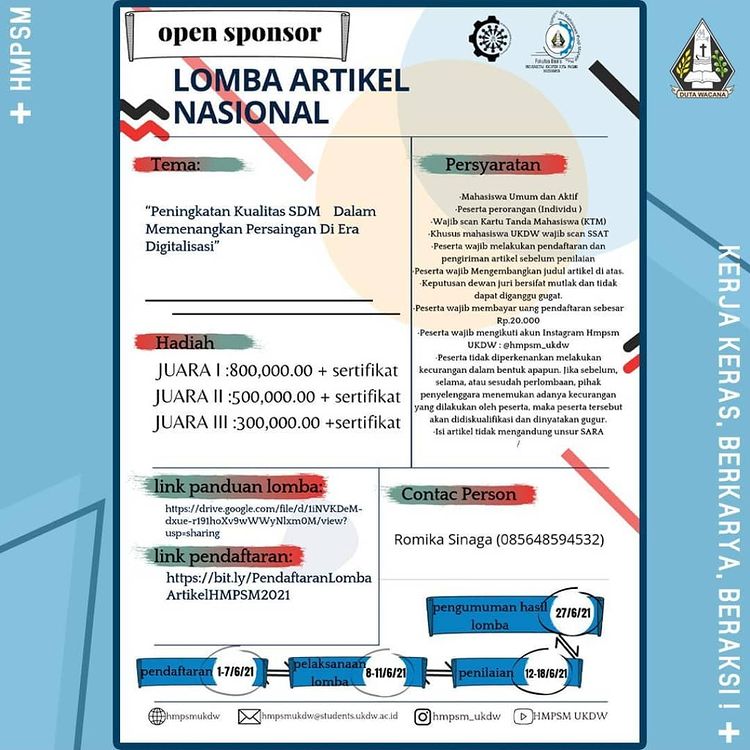 + HMPSM
open sponsor
LOMBA ARTIKEL
NASIONAL
DUTA WACANA
Tema:
“Peningkatan Kualitas SDM Dalam
Memenangkan Persaingan Di Era
Digitalisasi”
Hadiah
JUARA I :800,000.00 + sertifikat
JUARA II :500,000.00 + sertifikat
JUARA III :300,000.00 +sertifikat
Persyaratan
·Mahasiswa Umum dan Aktif
·Peserta perorangan (Individu )
·Wajib scan Kartu Tanda Mahasiswa (KTM)
·Khusus mahasiswa UKDW wajib scan SSAT
·Peserta wajib melakukan pendaftaran dan
pengiriman artikel sebelum penilaian
·Peserta wajib Mengembangkan judul artikel di atas.
·Keputusan dewan juri bersifat mutlak dan tidak
dapat diganggu gugat.
·Peserta wajib membayar uang pendaftaran sebesar
Rp.20.000
·Peserta wajib mengikuti akun Instagram Hmpsm
UKDW : @hmpsm_ukdw
·Peserta tidak diperkenankan melakukan
kecurangan dalam bentuk apapun. Jika sebelum,
selama, atau sesudah perlombaan, pihak
penyelenggara menemukan adanya kecurangan
yang dilakukan oleh peserta, maka peserta tersebut
akan didiskualifikasi dan dinyatakan gugur.
·Isi artikel tidak mengandung unsur SARA
/
link panduan lomba:
https://drive.google.com/file/d/1iNVKDeM-
dxue-r191hoXv9wWWyNlxm0M/view?
usp=sharing
link pendaftaran:
https://bit.ly/PendaftaranLomba
ArtikelHMPSM2021
Contac Person
Romika Sinaga (085648594532)
pengumuman hasil
lomba
27/6/21
pendaftaran
1-7/6/21
pelaksanaan
lomba
8-11/6/21
penilaian
12-18/6/21
hmpsmukdw
hmpsmukdw@students.ukdw.ac.id
hmpsm_ukdw
HMPSM UKDW
KERJA KERAS, BERKARYA, BERAKSI ! +